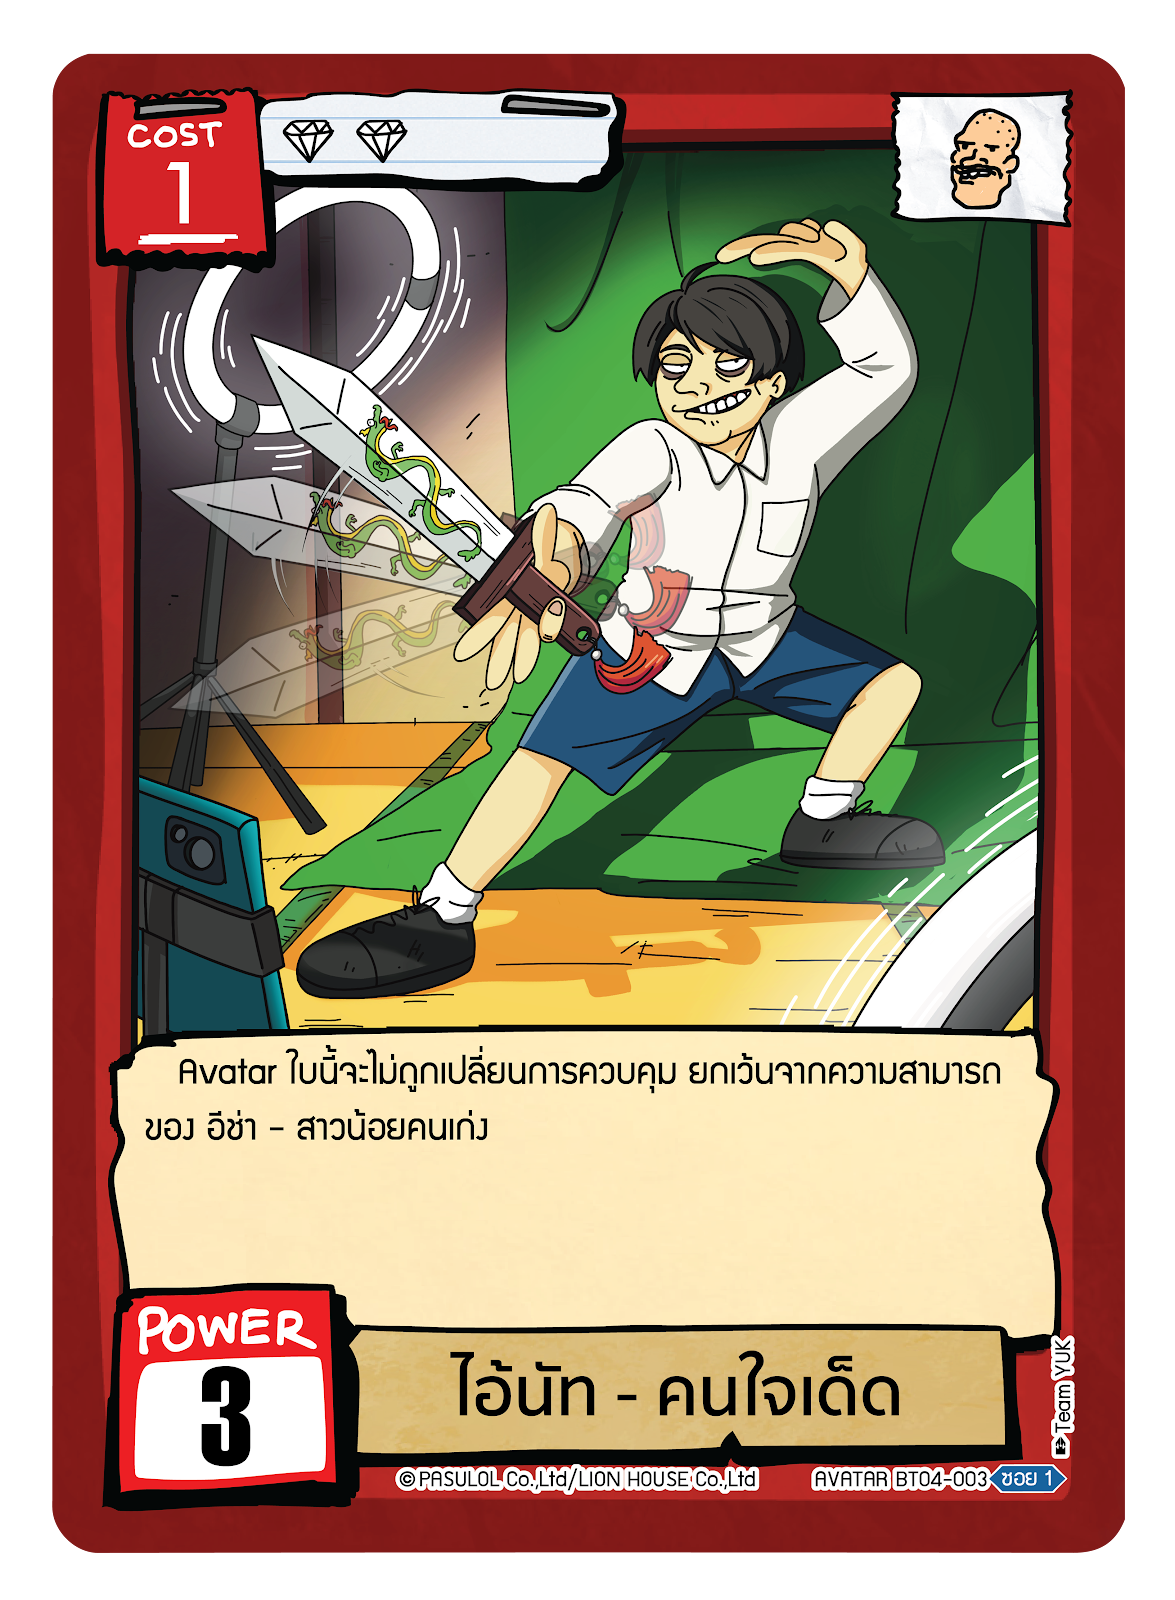 COST
1
Avatar ใบนี้จะไม่ถูกเปลี่ยนการควบคุม ยกเว้นจากความสามารถ
ของ อีช่า - สาวน้อยคนเก่ง
POWER
3
ไอ้นัท - คนใจเด็ด
Team YUK
© PASULOL Co.,Ltd/LION HOUSE Co.,Ltd
AVATAR BT04-003 ซอย 1